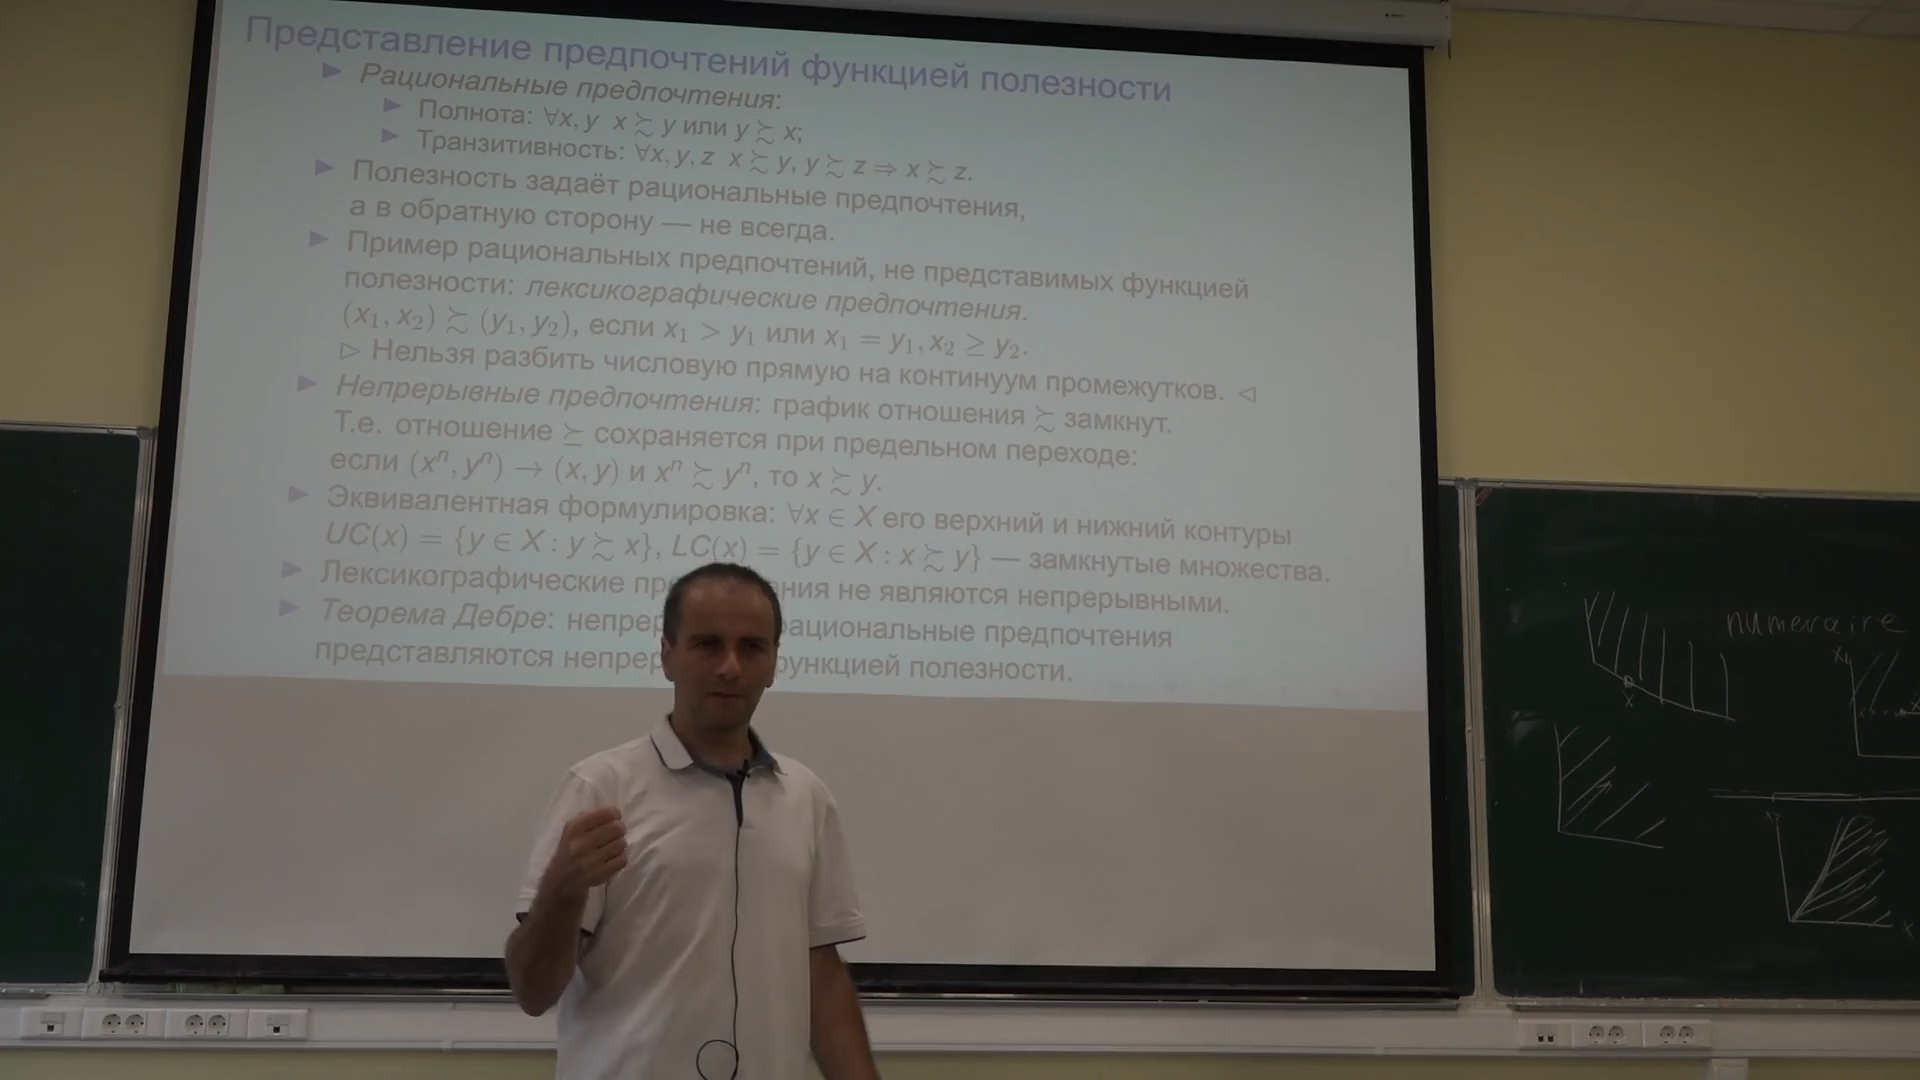 Представление предпочтений функцией полезности
Рациональные предпочтения:
Полнота: ∀x, y x ≿ y или y ≿ x;
Транзитивность: ∀x, y, z x ≿ y, y ≿ z ⇒ x ≿ z.
Полезность задаёт рациональные предпочтения,
а в обратную сторону — не всегда.
Пример рациональных предпочтений, не представимых функцией
полезности: лексикографические предпочтения.
(x₁, x₂) ≿ (y₁, y₂), если x₁ > y₁ или x₁ = y₁, x₂ ≥ y₂.
▷ Нельзя разбить числовую прямую на континуум промежутков. ◁
Непрерывные предпочтения: график отношения ≿ замкнут.
Т.е. отношение ⪰ сохраняется при предельном переходе:
если (xⁿ, yⁿ) → (x, y) и xⁿ ≿ yⁿ, то x ≿ y.
Эквивалентная формулировка: ∀x ∈ X его верхний и нижний контуры
UC(x) = {y ∈ X : y ≿ x}, LC(x) = {y ∈ X : x ≿ y} — замкнутые множества.
Лексикографические пр ния не являются непрерывными.
Теорема Дебре: непрер рациональные предпочтения
представляются непрер функцией полезности.
numeraire
x